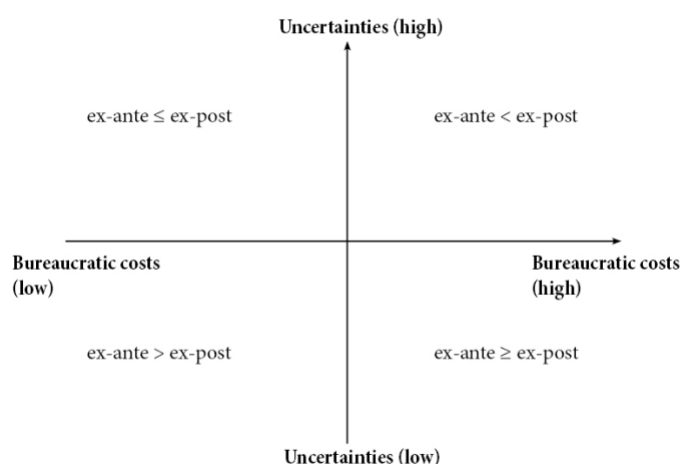 Uncertainties (high)
ex-ante ≤ ex-post
ex-ante < ex-post
Bureaucratic costs
(low)
Bureaucratic costs
(high)
ex-ante > ex-post
ex-ante ≥ ex-post
Uncertainties (low)